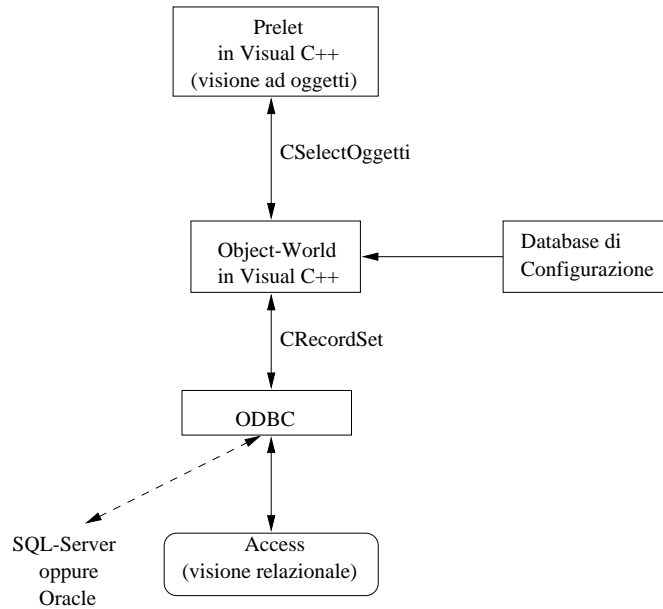 Prelet
in Visual C++
(visione ad oggetti)
CSelectOggetti
Object-World
in Visual C++
Database di
Configurazione
CRecordSet
ODBC
SQL-Server
oppure
Oracle
Access
(visione relazionale)